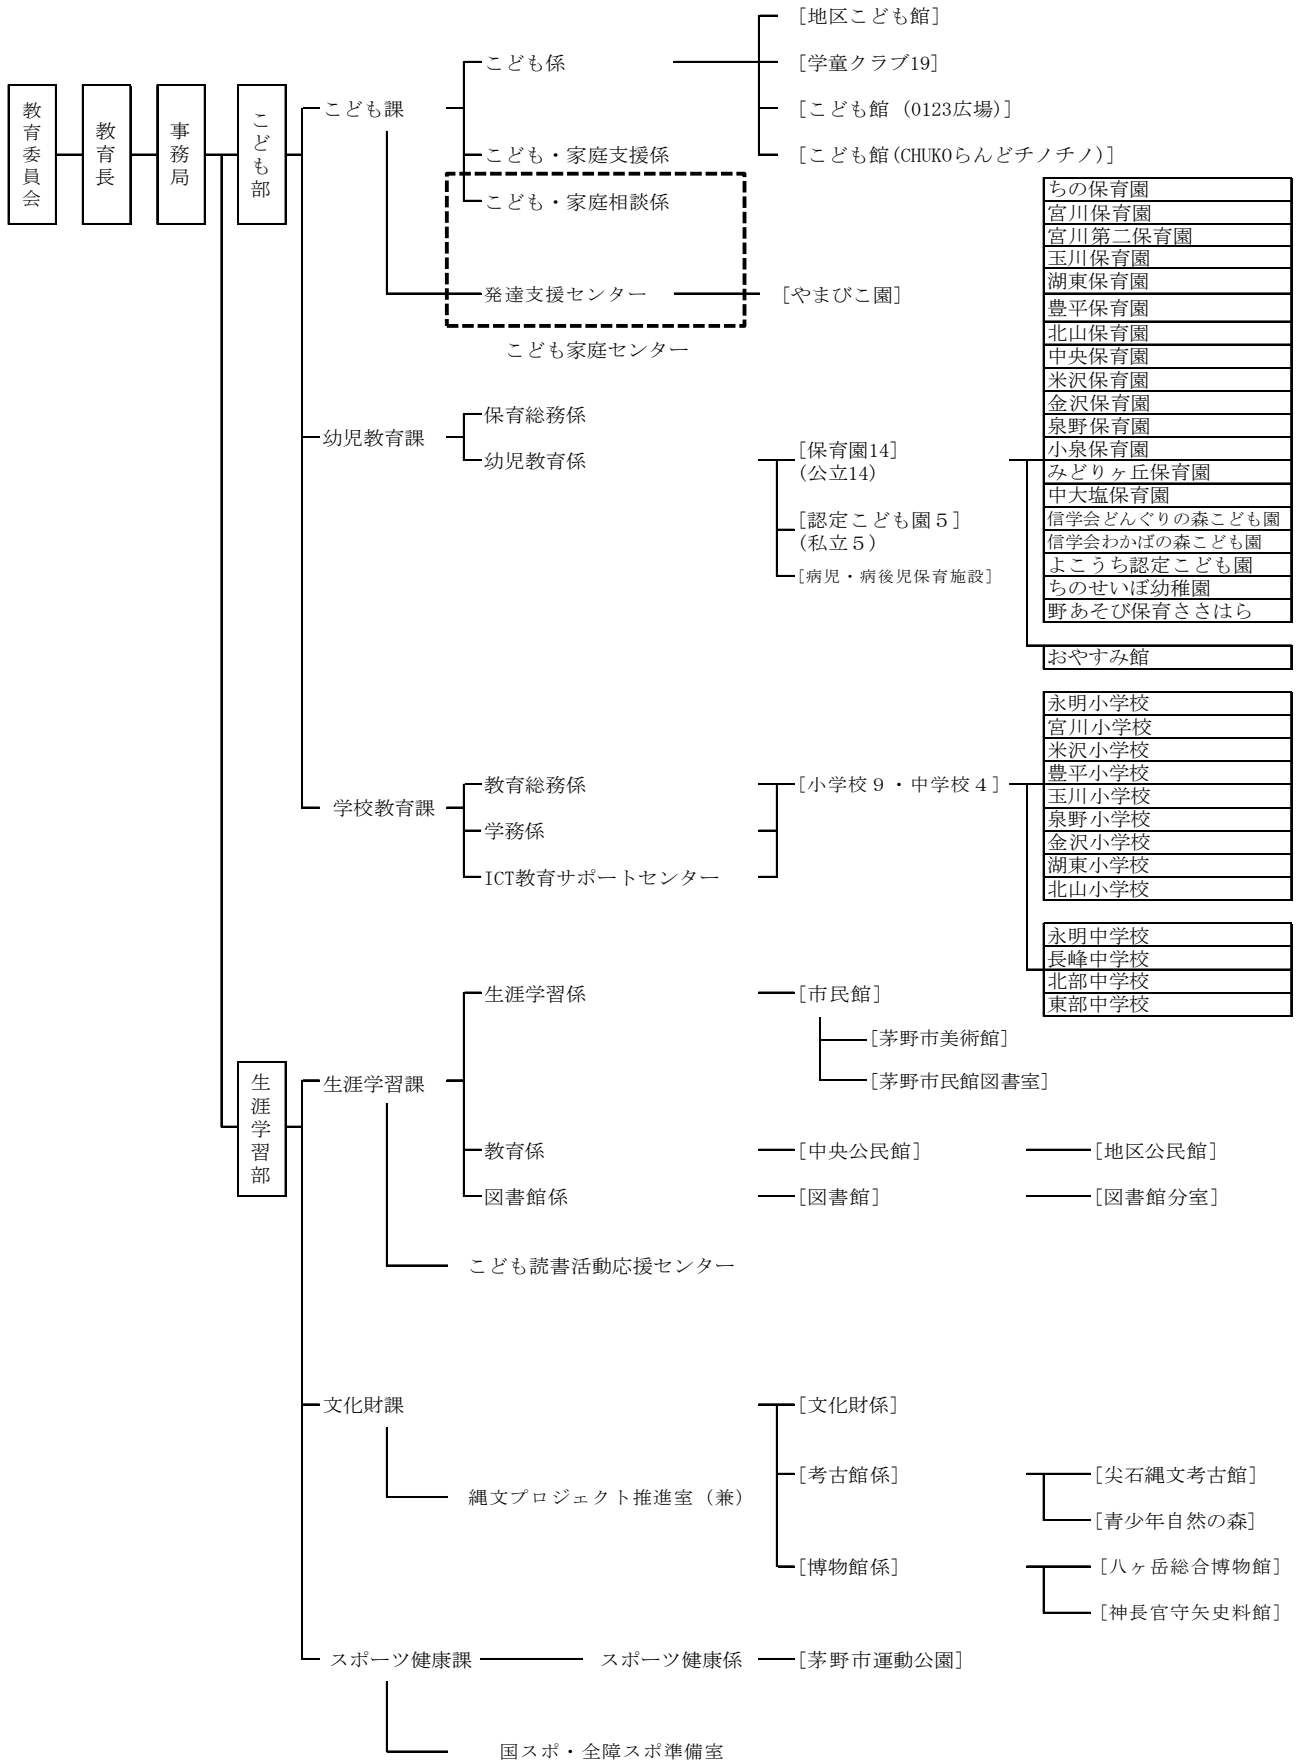 教育委員会
教育長
事務局
こども部
こども課
こども係
[地区こども館]
[学童クラブ19]
[こども館 (0123広場)]
[こども館(CHUKOらんどチノチノ)]
こども・家庭支援係
こども・家庭相談係
発達支援センター
[やまびこ園]
こども家庭センター
幼児教育課
保育総務係
幼児教育係
[保育園14]
(公立14)
[認定こども園５]
(私立５)
[病児・病後児保育施設]
ちの保育園
宮川保育園
宮川第二保育園
玉川保育園
湖東保育園
豊平保育園
北山保育園
中央保育園
米沢保育園
金沢保育園
泉野保育園
小泉保育園
みどりヶ丘保育園
中大塩保育園
信学会どんぐりの森こども園
信学会わかばの森こども園
よこうち認定こども園
ちのせいぼ幼稚園
野あそび保育ささはら
おやすみ館
学校教育課
教育総務係
学務係
ICT教育サポートセンター
[小学校９・中学校４]
永明小学校
宮川小学校
米沢小学校
豊平小学校
玉川小学校
泉野小学校
金沢小学校
湖東小学校
北山小学校
永明中学校
長峰中学校
北部中学校
東部中学校
生涯学習部
生涯学習課
生涯学習係
[市民館]
[茅野市美術館]
[茅野市民館図書室]
教育係
[中央公民館]
[地区公民館]
図書館係
[図書館]
[図書館分室]
こども読書活動応援センター
文化財課
[文化財係]
[考古館係]
[尖石縄文考古館]
[青少年自然の森]
縄文プロジェクト推進室（兼）
[博物館係]
[八ヶ岳総合博物館]
[神長官守矢史料館]
スポーツ健康課
スポーツ健康係
[茅野市運動公園]
国スポ・全障スポ準備室